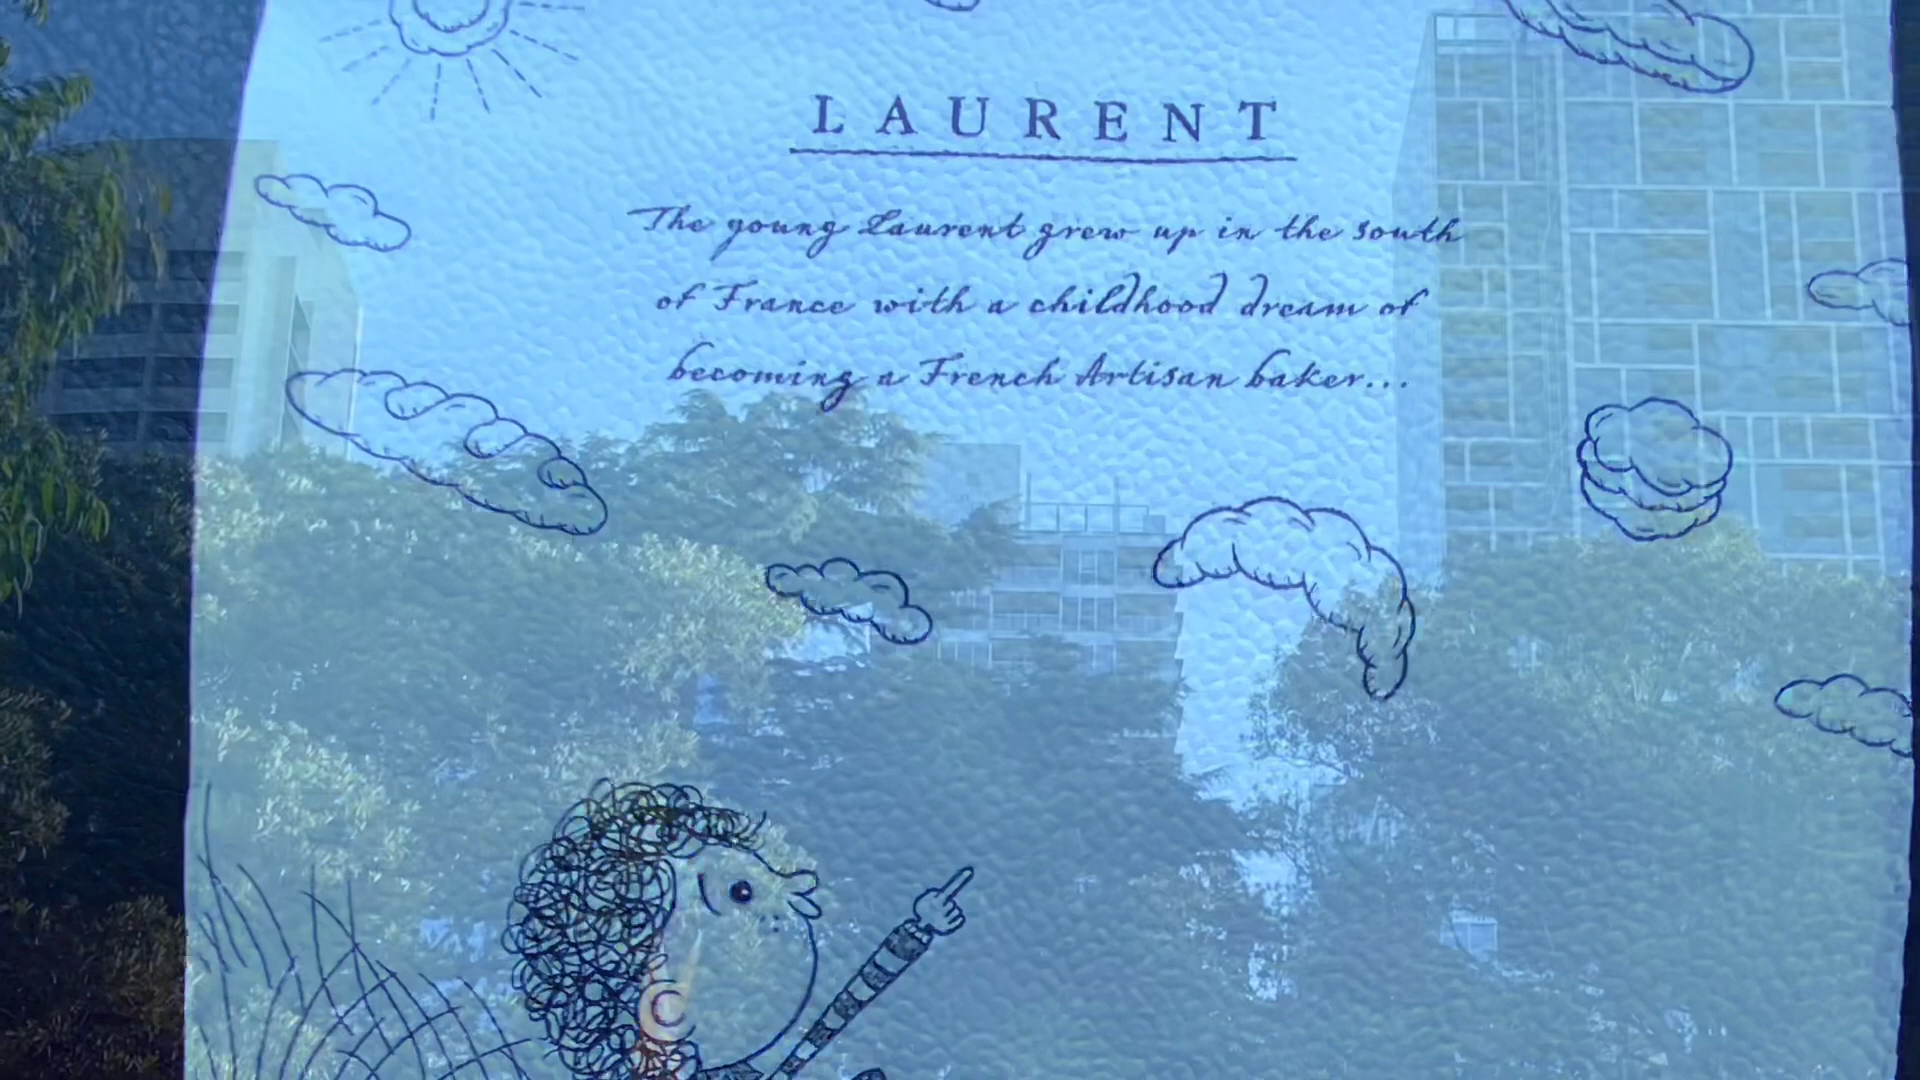 LAURENT
The young Laurent grew up in the south
of France with a childhood dream of
becoming a French Artisan baker...